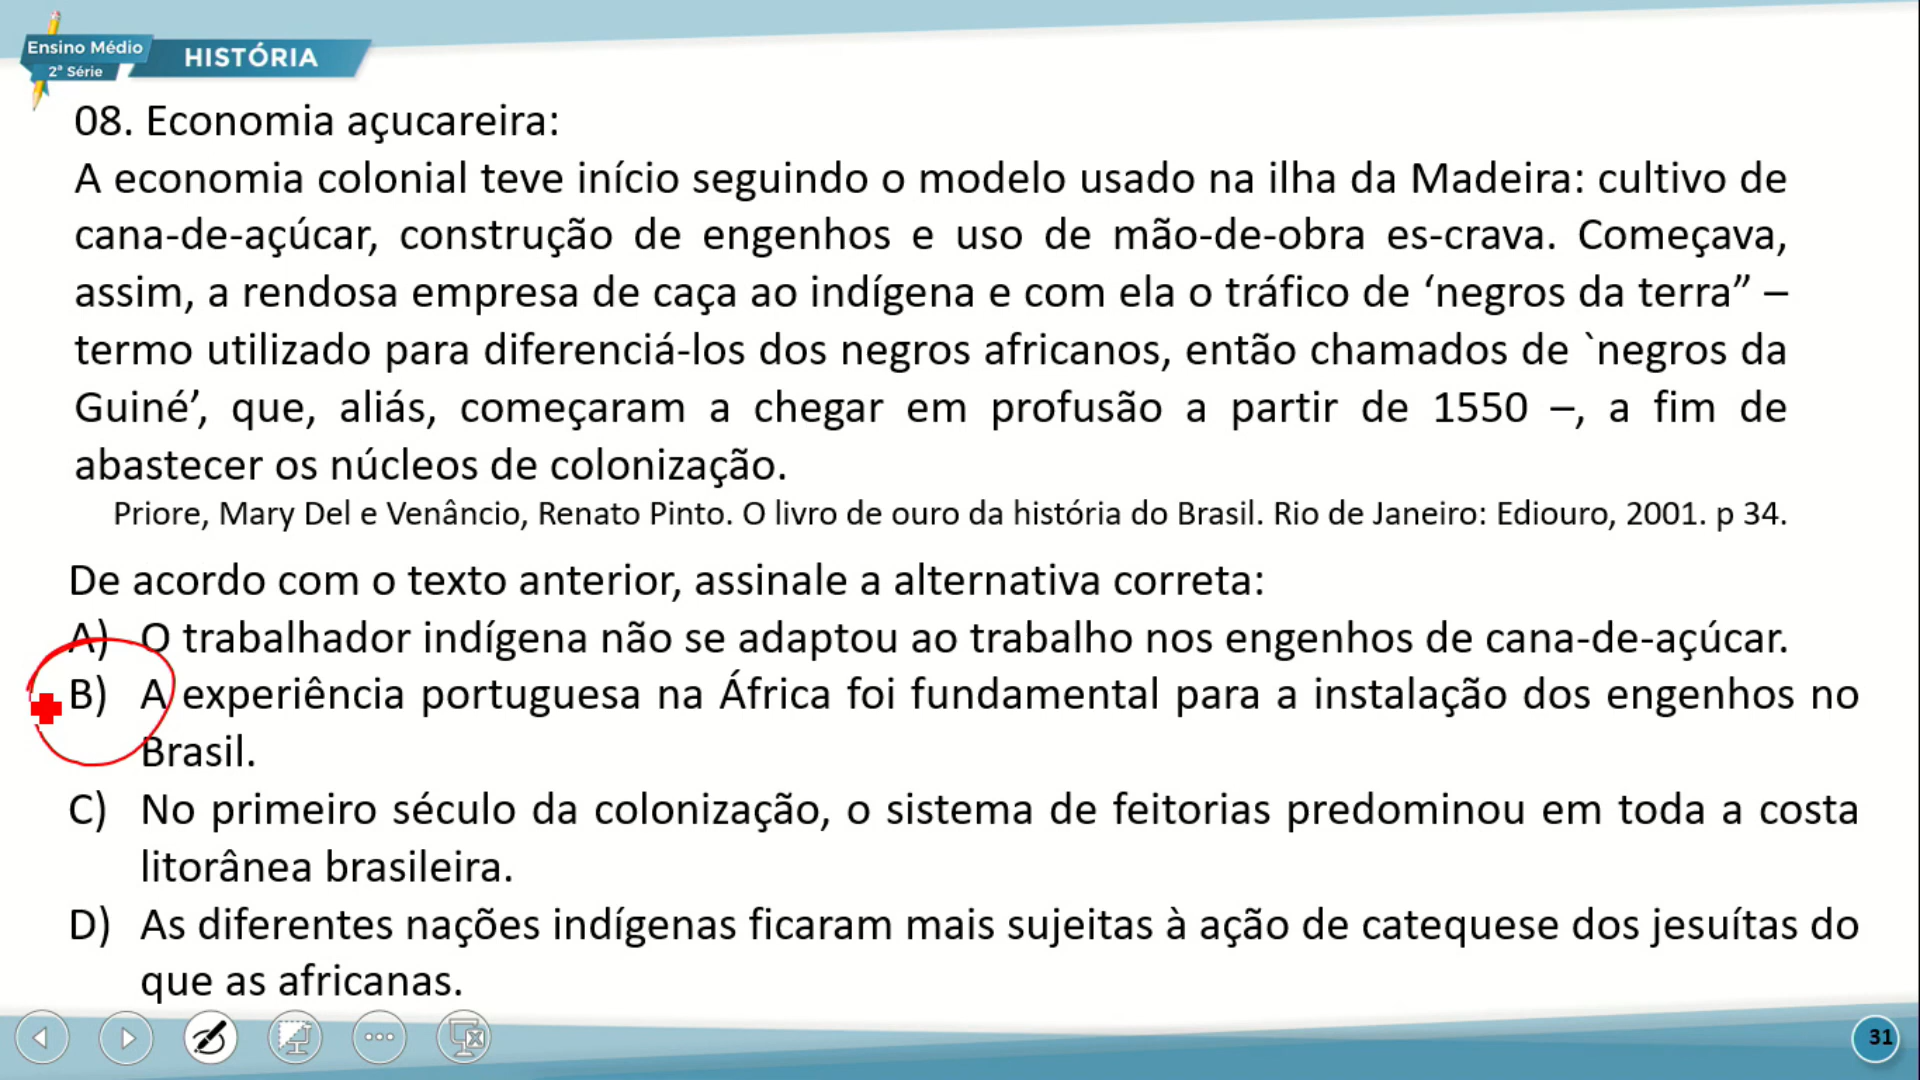 Ensino Médio
2ª Série
HISTÓRIA
08. Economia açucareira:
A economia colonial teve início seguindo o modelo usado na ilha da Madeira: cultivo de
cana-de-açúcar, construção de engenhos e uso de mão-de-obra es-crava. Começava,
assim, a rendosa empresa de caça ao indígena e com ela o tráfico de ‘negros da terra” –
termo utilizado para diferenciá-los dos negros africanos, então chamados de `negros da
Guiné’, que, aliás, começaram a chegar em profusão a partir de 1550 –, a fim de
abastecer os núcleos de colonização.
Priore, Mary Del e Venâncio, Renato Pinto. O livro de ouro da história do Brasil. Rio de Janeiro: Ediouro, 2001. p 34.
De acordo com o texto anterior, assinale a alternativa correta:
A) O trabalhador indígena não se adaptou ao trabalho nos engenhos de cana-de-açúcar.
B) A experiência portuguesa na África foi fundamental para a instalação dos engenhos no
Brasil.
C) No primeiro século da colonização, o sistema de feitorias predominou em toda a costa
litorânea brasileira.
D) As diferentes nações indígenas ficaram mais sujeitas à ação de catequese dos jesuítas do
que as africanas.
31